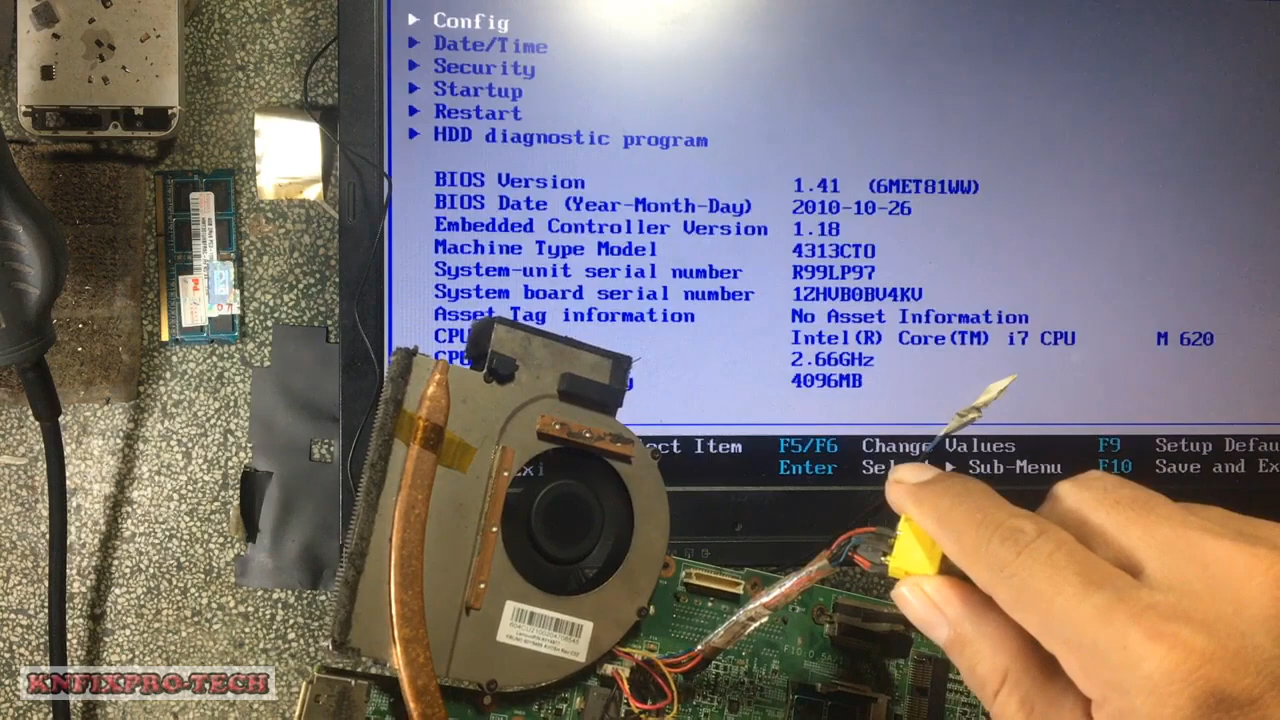 Config
Date/Time
Security
Startup
Restart
HDD diagnostic program
BIOS Version 1.41 (6MET81WW)
BIOS Date (Year-Month-Day) 2010-10-26
Embedded Controller Version 1.18
Machine Type Model 4313CTO
System-unit serial number R99LP97
System board serial number 1ZHVB0BV4KV
Asset Tag information No Asset Information
CPU Intel(R) Core(TM) i7 CPU M 620
2.66GHz
4096MB
Item F5/F6 Change Values F9 Setup
Enter Sub-Menu F10 Save and
KNFIXPRO-TECH